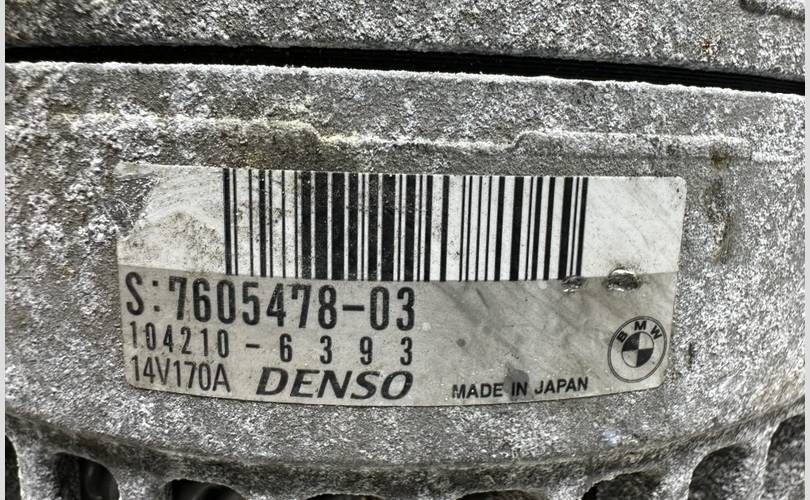 S:7605478-03
104210-6393
14V170A DENSO MADE IN JAPAN
BMW